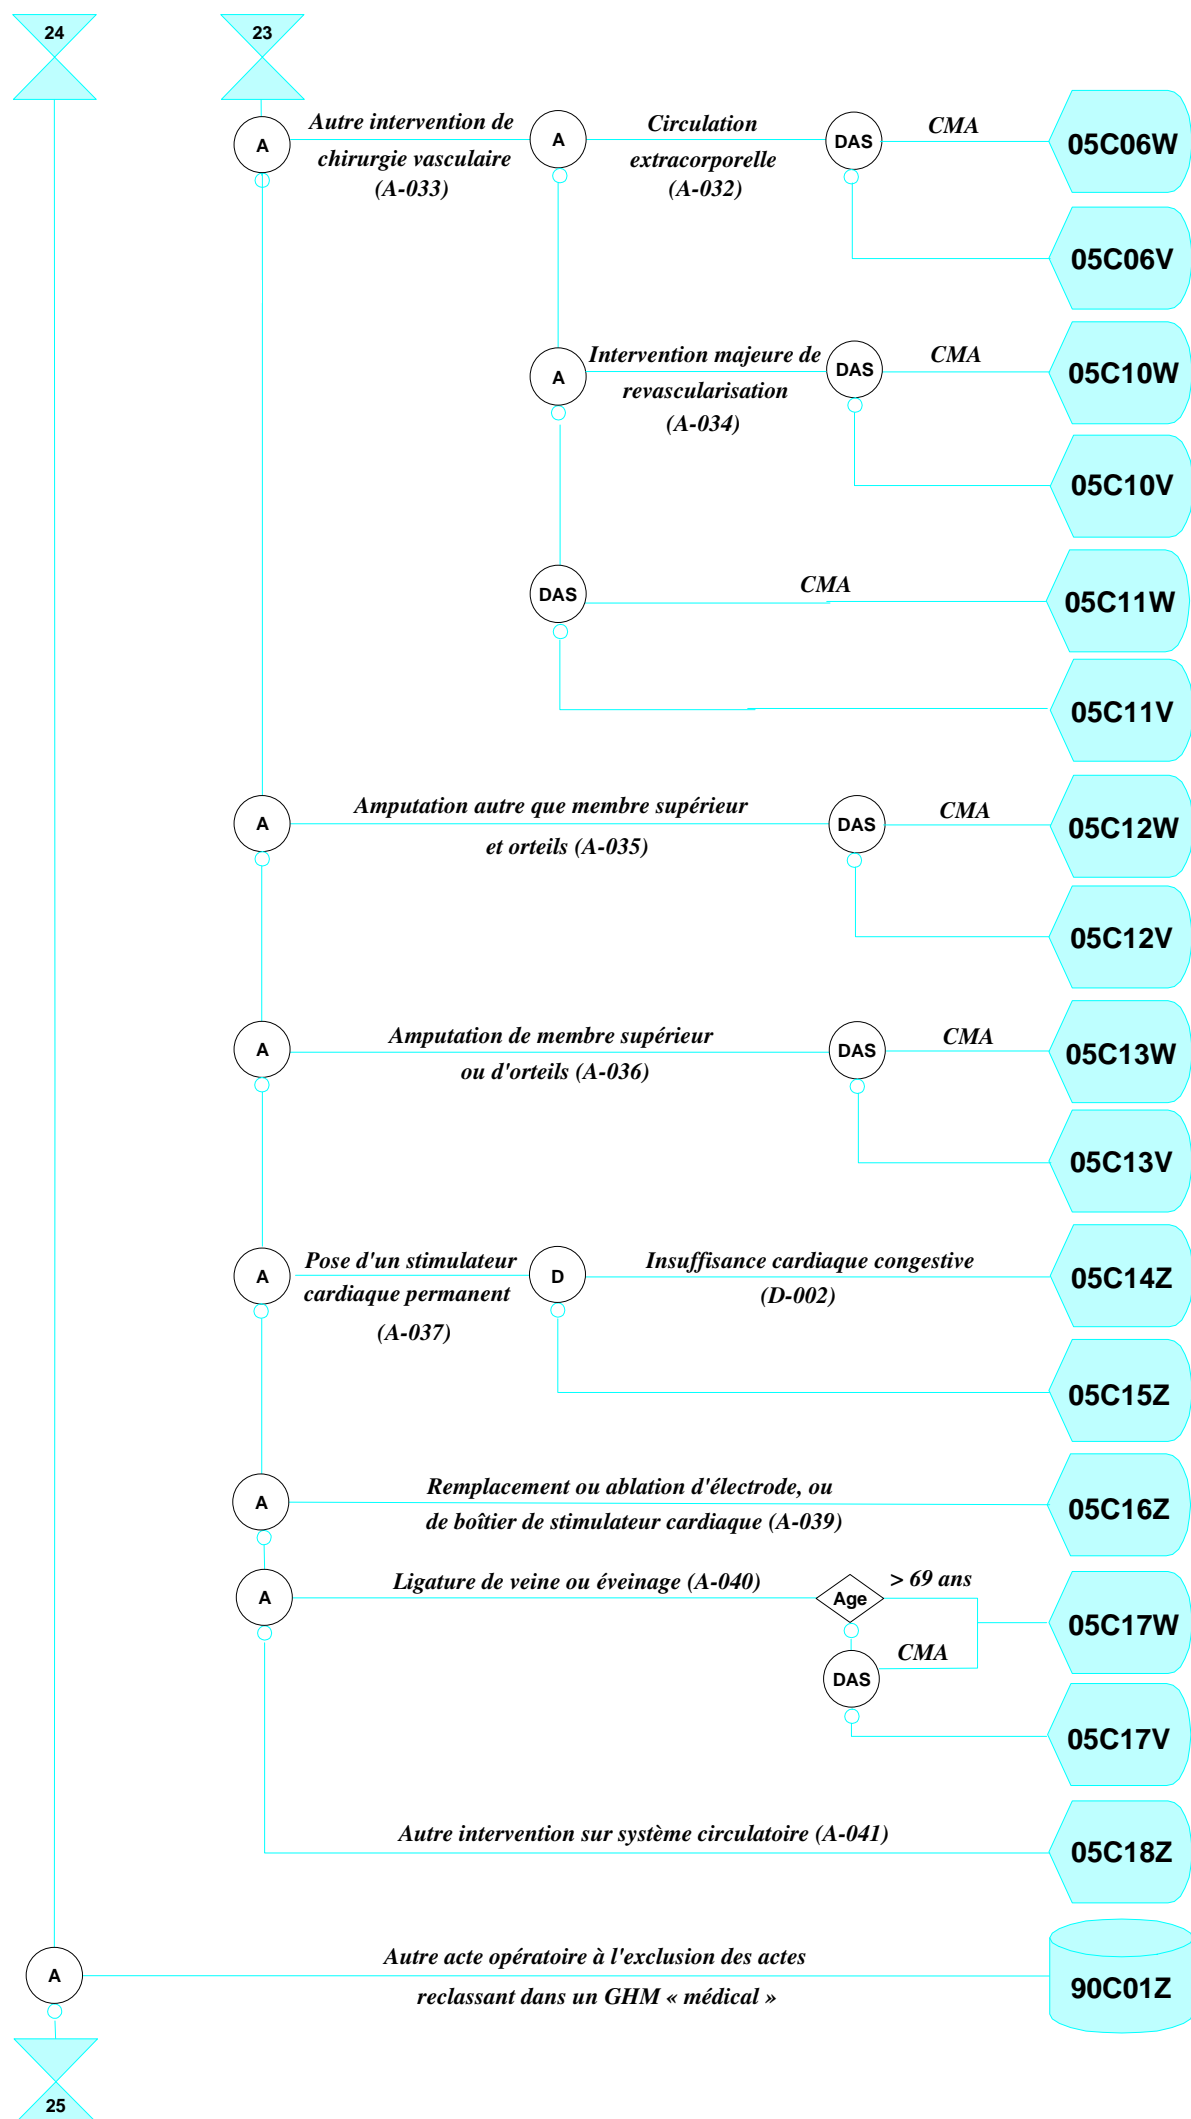 24
23
A
Autre intervention de
chirurgie vasculaire
(A-033)
A
Circulation
extracorporelle
(A-032)
DAS
CMA
05C06W
05C06V
A
Intervention majeure de
revascularisation
(A-034)
DAS
CMA
05C10W
05C10V
DAS
CMA
05C11W
05C11V
A
Amputation autre que membre supérieur
et orteils (A-035)
DAS
CMA
05C12W
05C12V
A
Amputation de membre supérieur
ou d'orteils (A-036)
DAS
CMA
05C13W
05C13V
A
Pose d'un stimulateur
cardiaque permanent
(A-037)
D
Insuffisance cardiaque congestive
(D-002)
05C14Z
05C15Z
A
Remplacement ou ablation d'électrode, ou
de boîtier de stimulateur cardiaque (A-039)
05C16Z
A
Ligature de veine ou éveinage (A-040)
Age
> 69 ans
05C17W
DAS
CMA
05C17V
Autre intervention sur système circulatoire (A-041)
05C18Z
A
Autre acte opératoire à l'exclusion des actes
reclassant dans un GHM « médical »
90C01Z
25